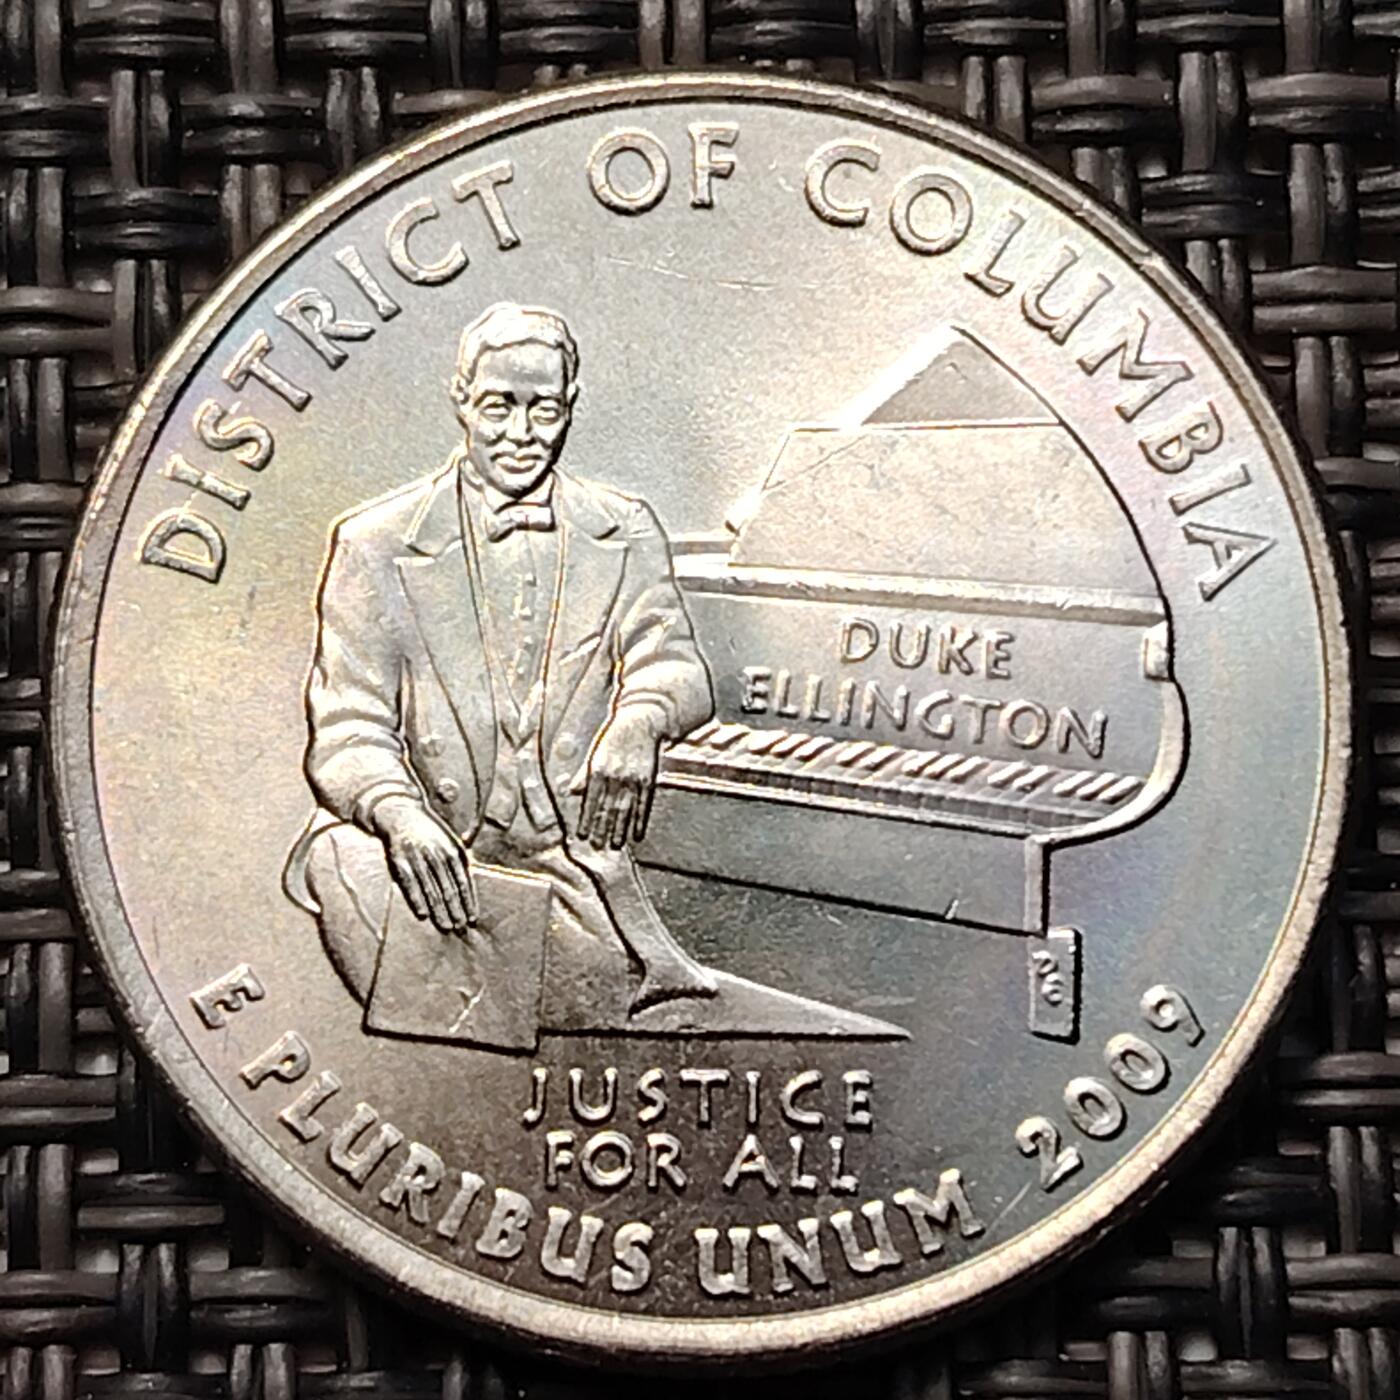 DISTRICT OF COLUMBIA
DUKE
ELLINGTON
JUSTICE
FOR ALL
E PLURIBUS UNUM 2009